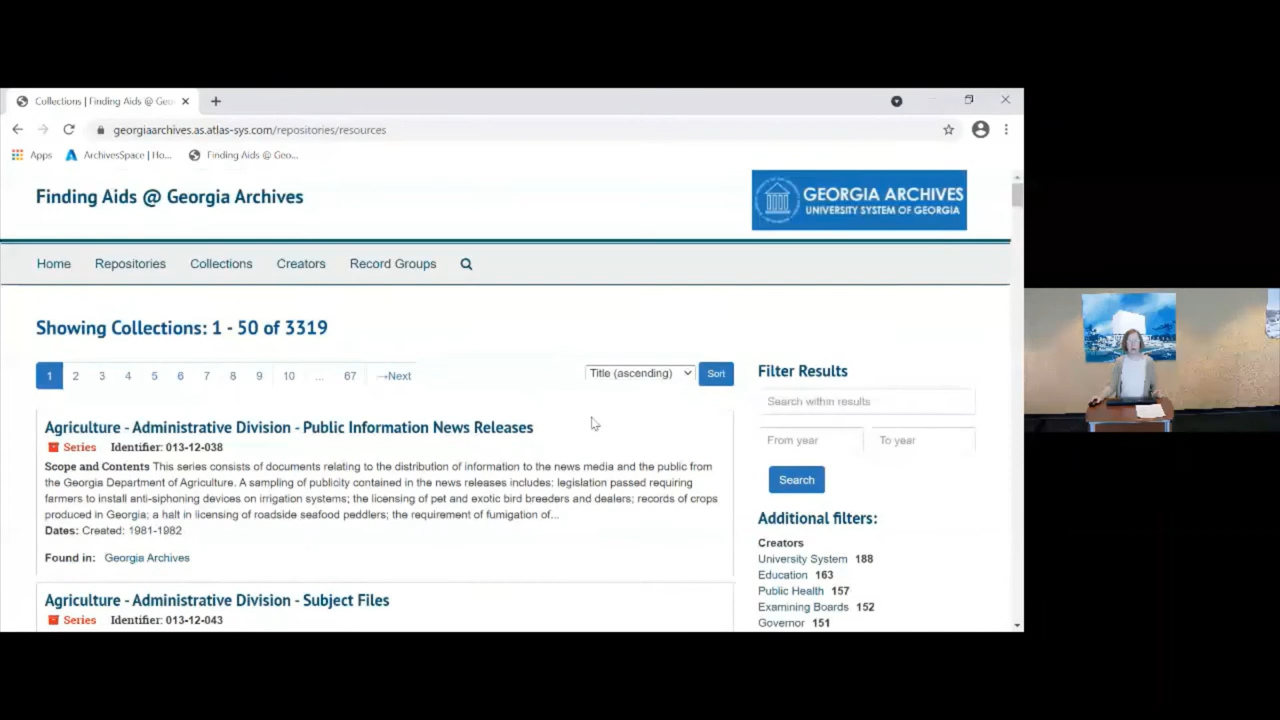 Collections | Finding Aids @ Geo
georgiaarchives.as.atlas-sys.com/repositories/resources
Apps
ArchivesSpace | Ho...
Finding Aids @ Geo...
Finding Aids @ Georgia Archives
GEORGIA ARCHIVES
UNIVERSITY SYSTEM OF GEORGIA
Home Repositories Collections Creators Record Groups
Showing Collections: 1 - 50 of 3319
1 2 3 4 5 6 7 8 9 10 ... 67 →Next
Title (ascending) Sort
Agriculture - Administrative Division - Public Information News Releases
Series Identifier: 013-12-038
Scope and Contents This series consists of documents relating to the distribution of information to the news media and the public from
the Georgia Department of Agriculture. A sampling of publicity contained in the news releases includes: legislation passed requiring
farmers to install anti-siphoning devices on irrigation systems; the licensing of pet and exotic bird breeders and dealers; records of crops
produced in Georgia; a halt in licensing of roadside seafood peddlers; the requirement of fumigation of...
Dates: Created: 1981-1982
Found in: Georgia Archives
Agriculture - Administrative Division - Subject Files
Series Identifier: 013-12-043
Filter Results
Search within results
From year To year
Search
Additional filters:
Creators
University System 188
Education 163
Public Health 157
Examining Boards 152
Governor 151